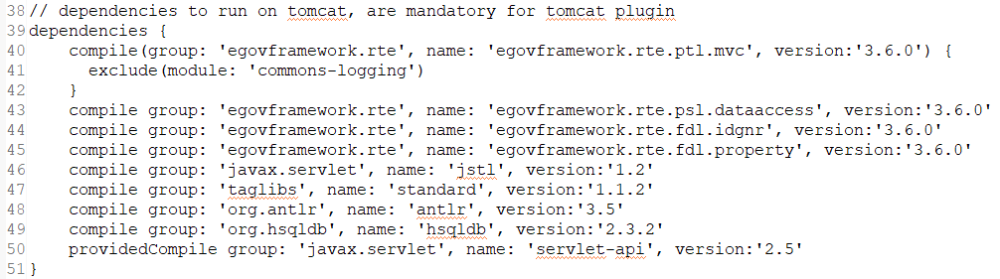 38 // dependencies to run on tomcat, are mandatory for tomcat plugin
39 dependencies {
40     compile(group: 'egovframework.rte', name: 'egovframework.rte.ptl.mvc', version:'3.6.0') {
41       exclude(module: 'commons-logging')
42     }
43     compile group: 'egovframework.rte', name: 'egovframework.rte.psl.dataaccess', version:'3.6.0'
44     compile group: 'egovframework.rte', name: 'egovframework.rte.fdl.idgnr', version:'3.6.0'
45     compile group: 'egovframework.rte', name: 'egovframework.rte.fdl.property', version:'3.6.0'
46     compile group: 'javax.servlet', name: 'jstl', version:'1.2'
47     compile group: 'taglibs', name: 'standard', version:'1.1.2'
48     compile group: 'org.antlr', name: 'antlr', version:'3.5'
49     compile group: 'org.hsqldb', name: 'hsqldb', version:'2.3.2'
50     providedCompile group: 'javax.servlet', name: 'servlet-api', version:'2.5'
51 }